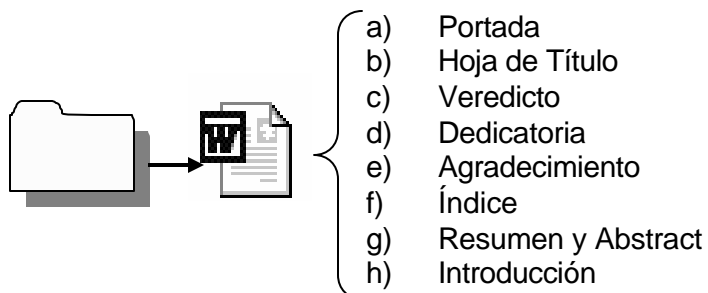 a) Portada
b) Hoja de Título
c) Veredicto
d) Dedicatoria
e) Agradecimiento
f) Índice
g) Resumen y Abstract
h) Introducción
W